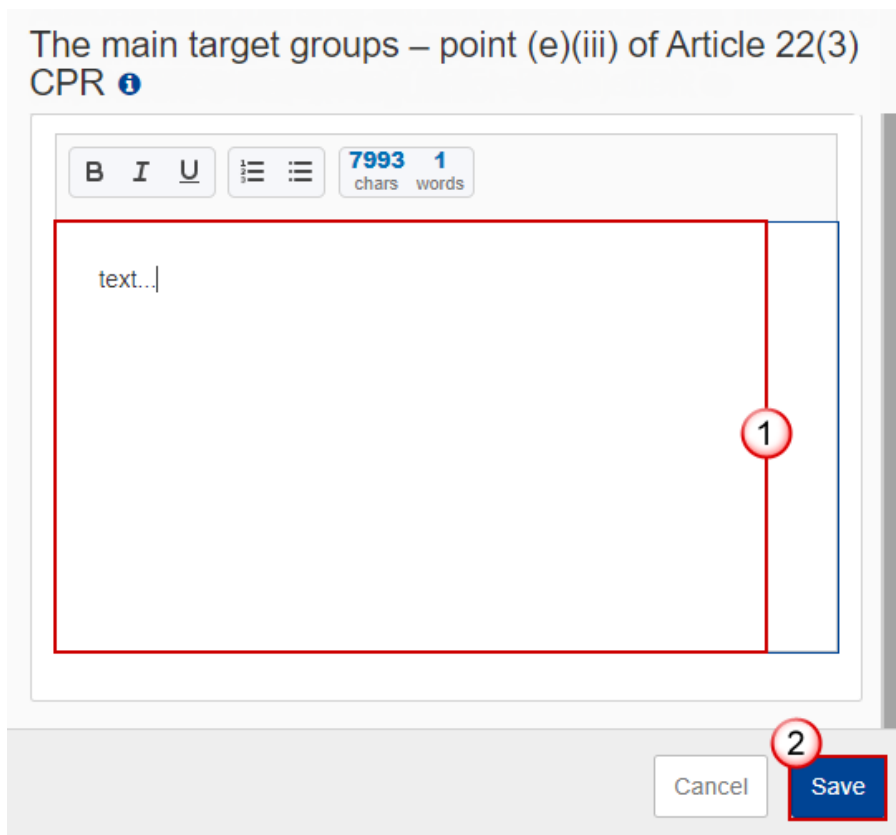 The main target groups – point (e)(iii) of Article 22(3)
CPR
B I U 7993 1
chars words
text...
1
2
Cancel Save